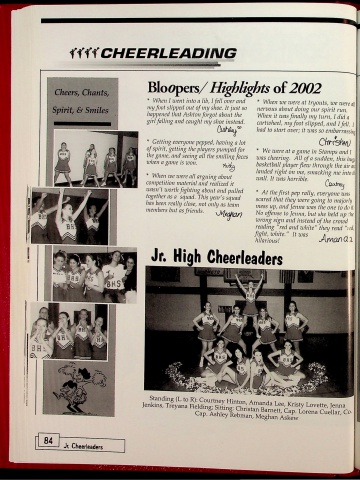 CHEERLEADING
Cheers, Chants,
Spirit, & Smiles
Bloopers/ Highlights of 2002
* When I went into a lib, I fell over and
my foot slipped out of my shoe. It just so
happened that Ashton forgot about the
girl falling and caught my shoe instead.
Ashley
* Getting everyone pepped, having a lot
of spirit, getting the players pumped for
the game, and seeing all the smiling faces
when a game is won.
Kristy
* When we were all arguing about
competition material and realized it
wasn't worth fighting about and pulled
together as a squad. This year's squad
has been really close, not only as team
members but as friends.
Meghan
* When we were at tryouts, we were a
nervous about doing our spirit run.
When it was finally my turn, I did a
cartwheel, my foot slipped, and I fell. I
had to start over; it was so embarrassing
Christian
* We were at a game in Stamps and I
was cheering. All of a sudden, this big
basketball player flew through the air a
landed right on me, smacking me into
wall. It was horrible.
Courtney
* At the first pep rally, everyone was
scared that they were going to majorly
mess up, and Jenna was the one to do it
No offense to Jenna, but she held up the
wrong sign and instead of the crowd
reading "red and white" they read "red
fight, white." It was
hilarious!
Amanda
Jr. High Cheerleaders
BHS
BHS
BHS
Standing (L to R): Courtney Hinton, Amanda Lee, Kristy Lovette, Jenna
Jenkins, Treyana Fielding; Sitting: Christan Barnett, Cap. Lorena Cuellar, Co-
Cap. Ashley Rebman, Meghan Askew
84
Jr. Cheerleaders